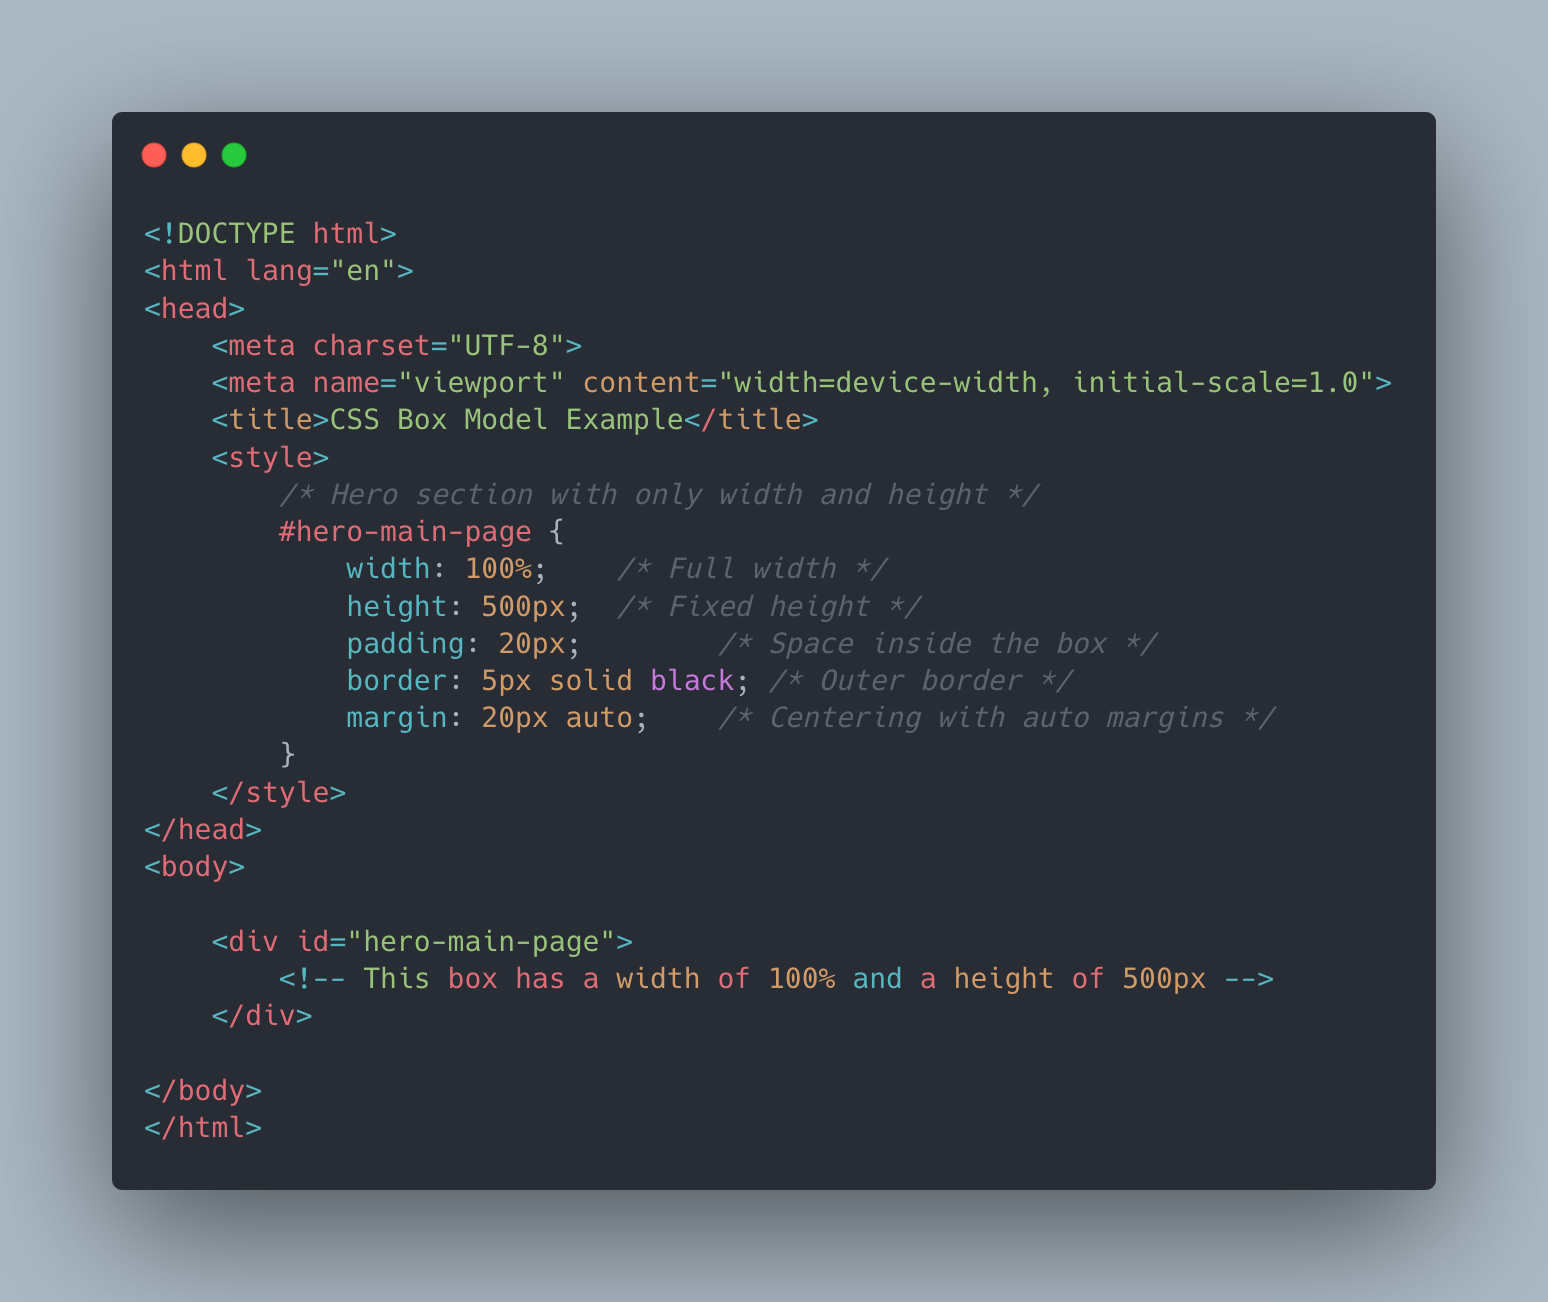 <!DOCTYPE html>
<html lang="en">
<head>
    <meta charset="UTF-8">
    <meta name="viewport" content="width=device-width, initial-scale=1.0">
    <title>CSS Box Model Example</title>
    <style>
        /* Hero section with only width and height */
        #hero-main-page {
            width: 100%;    /* Full width */
            height: 500px;  /* Fixed height */
            padding: 20px;        /* Space inside the box */
            border: 5px solid black; /* Outer border */
            margin: 20px auto;    /* Centering with auto margins */
        }
    </style>
</head>
<body>

    <div id="hero-main-page">
        <!-- This box has a width of 100% and a height of 500px -->
    </div>

</body>
</html>